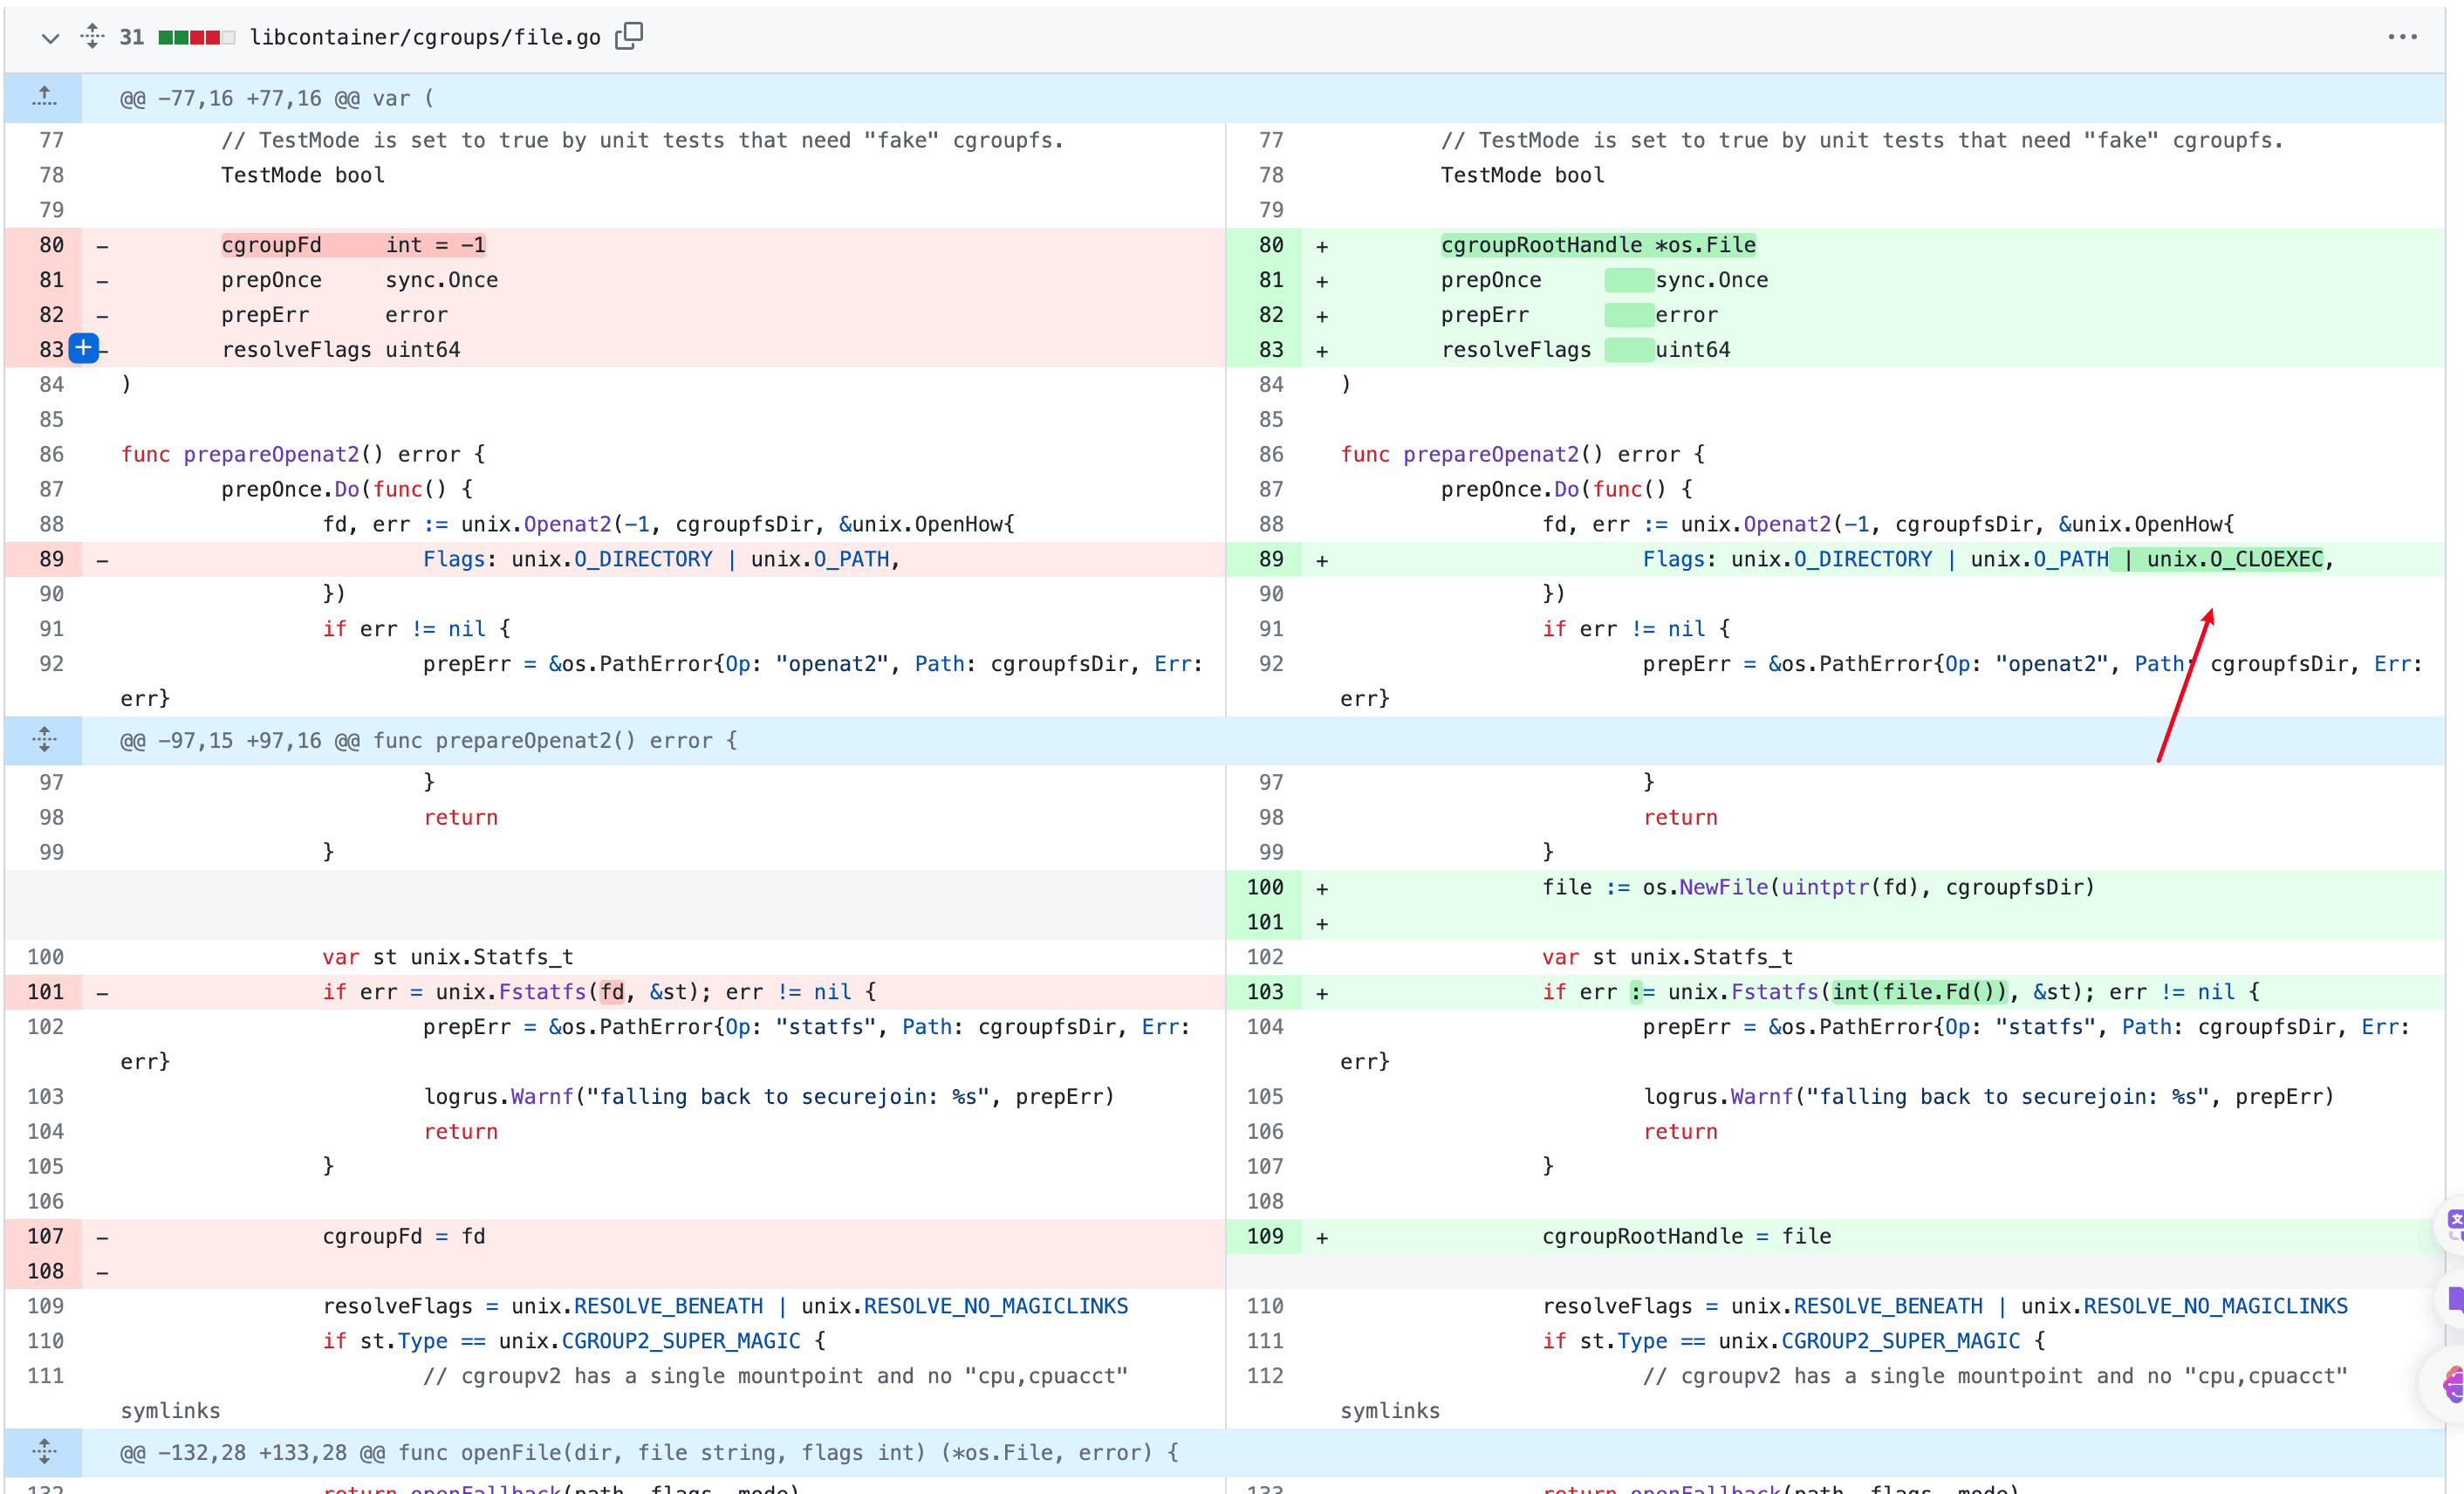 31 libcontainer/cgroups/file.go
@@ -77,16 +77,16 @@ var (
77 // TestMode is set to true by unit tests that need "fake" cgroupfs.
78 TestMode bool
79
80 - cgroupFd int = -1
81 - prepOnce sync.Once
82 - prepErr error
83 - resolveFlags uint64
84 )
85
86 func prepareOpenat2() error {
87 prepOnce.Do(func() {
88 fd, err := unix.Openat2(-1, cgroupfsDir, &unix.OpenHow{
89 - Flags: unix.O_DIRECTORY | unix.O_PATH,
90 })
91 if err != nil {
92 prepErr = &os.PathError{Op: "openat2", Path: cgroupfsDir, Err:
err}
77 // TestMode is set to true by unit tests that need "fake" cgroupfs.
78 TestMode bool
79
80 + cgroupRootHandle *os.File
81 + prepOnce sync.Once
82 + prepErr error
83 + resolveFlags uint64
84 )
85
86 func prepareOpenat2() error {
87 prepOnce.Do(func() {
88 fd, err := unix.Openat2(-1, cgroupfsDir, &unix.OpenHow{
89 + Flags: unix.O_DIRECTORY | unix.O_PATH | unix.O_CLOEXEC,
90 })
91 if err != nil {
92 prepErr = &os.PathError{Op: "openat2", Path: cgroupfsDir, Err:
err}
@@ -97,15 +97,16 @@ func prepareOpenat2() error {
97 }
98 return
99 }
100 var st unix.Statfs_t
101 - if err = unix.Fstatfs(fd, &st); err != nil {
102 prepErr = &os.PathError{Op: "statfs", Path: cgroupfsDir, Err:
err}
103 logrus.Warnf("falling back to securejoin: %s", prepErr)
104 return
105 }
106
107 - cgroupFd = fd
108 -
109 resolveFlags = unix.RESOLVE_BENEATH | unix.RESOLVE_NO_MAGICLINKS
110 if st.Type == unix.CGROUP2_SUPER_MAGIC {
111 // cgroupv2 has a single mountpoint and no "cpu,cpuacct"
symlinks
97 }
98 return
99 }
100 + file := os.NewFile(uintptr(fd), cgroupfsDir)
101 +
102 var st unix.Statfs_t
103 + if err := unix.Fstatfs(int(file.Fd()), &st); err != nil {
104 prepErr = &os.PathError{Op: "statfs", Path: cgroupfsDir, Err:
err}
105 logrus.Warnf("falling back to securejoin: %s", prepErr)
106 return
107 }
108
109 + cgroupRootHandle = file
110 resolveFlags = unix.RESOLVE_BENEATH | unix.RESOLVE_NO_MAGICLINKS
111 if st.Type == unix.CGROUP2_SUPER_MAGIC {
112 // cgroupv2 has a single mountpoint and no "cpu,cpuacct"
symlinks
@@ -132,28 +133,28 @@ func openFile(dir, file string, flags int) (*os.File, error) {
132 return openFallback(path, flags, mode)
133 return openFallback(path, flags, mode)